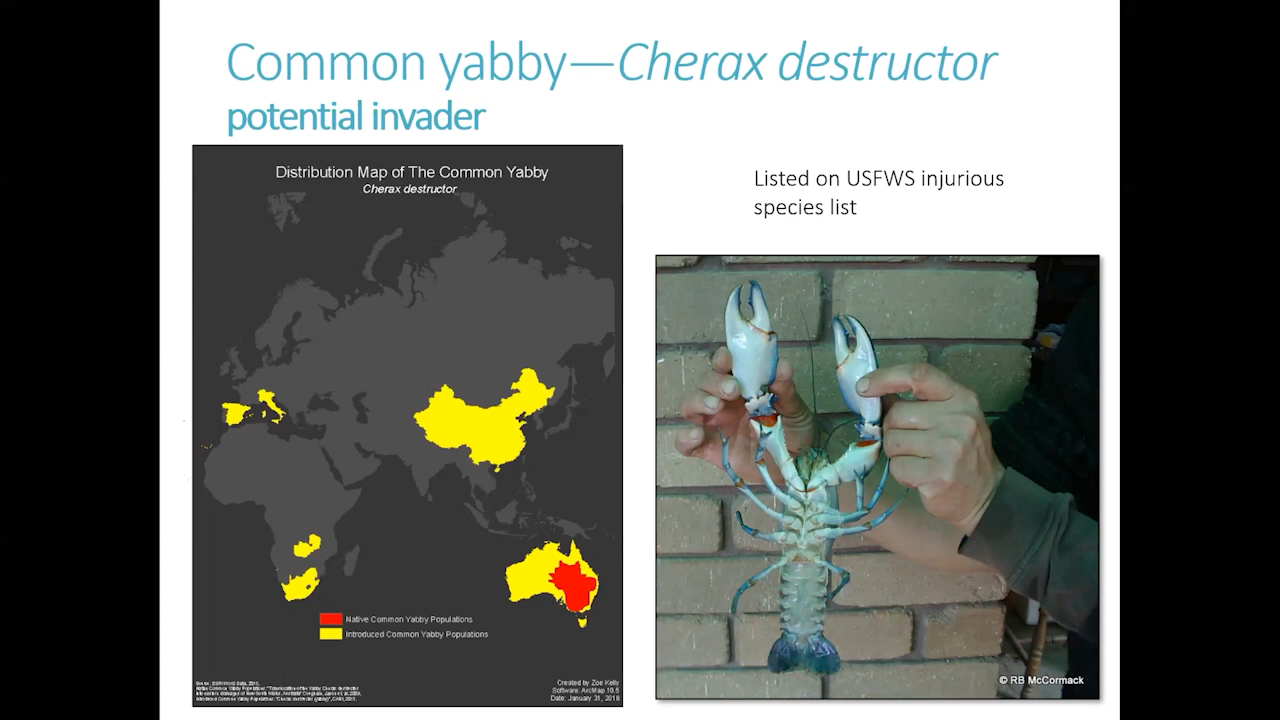 Common yabby—Cherax destructor
potential invader
Distribution Map of The Common Yabby
Cherax destructor
Listed on USFWS injurious
species list
Native Common Yabby Populations
Introduced Common Yabby Populations
Created by Zoe Kelly
Software: ArcMap 10.5
Date: January 31, 2018
© RB McCormack